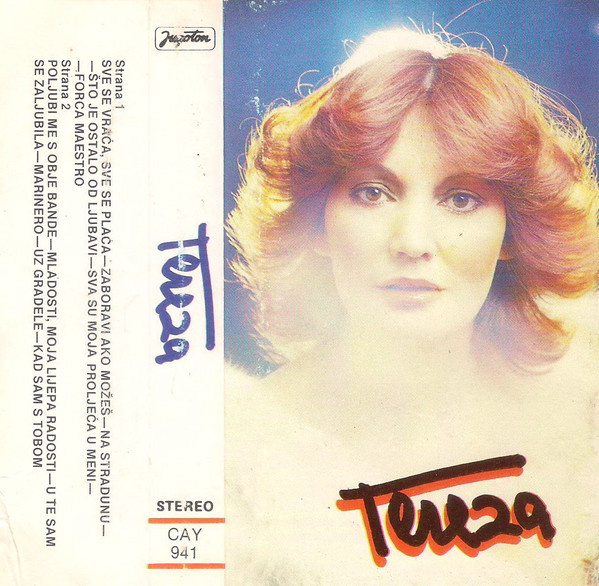 Strana 1
SVE SE VRAĆA, SVE SE PLAĆA—ZABORAVI AKO MOŽEŠ—NA STRADUNU—
—ŠTO JE OSTALO OD LJUBAVI—SVA SU MOJA PROLJEĆA U MENI—
—FORCA MAESTRO
Strana 2
POLJUBI ME S OBJE BANDE—MLADOSTI, MOJA LIJEPA RADOSTI—U TE SAM
SE ZALJUBILA—MARINERO—UZ GRADELE—KAD SAM S TOBOM
Jugoton
Tereza
STEREO
CAY
941
Tereza